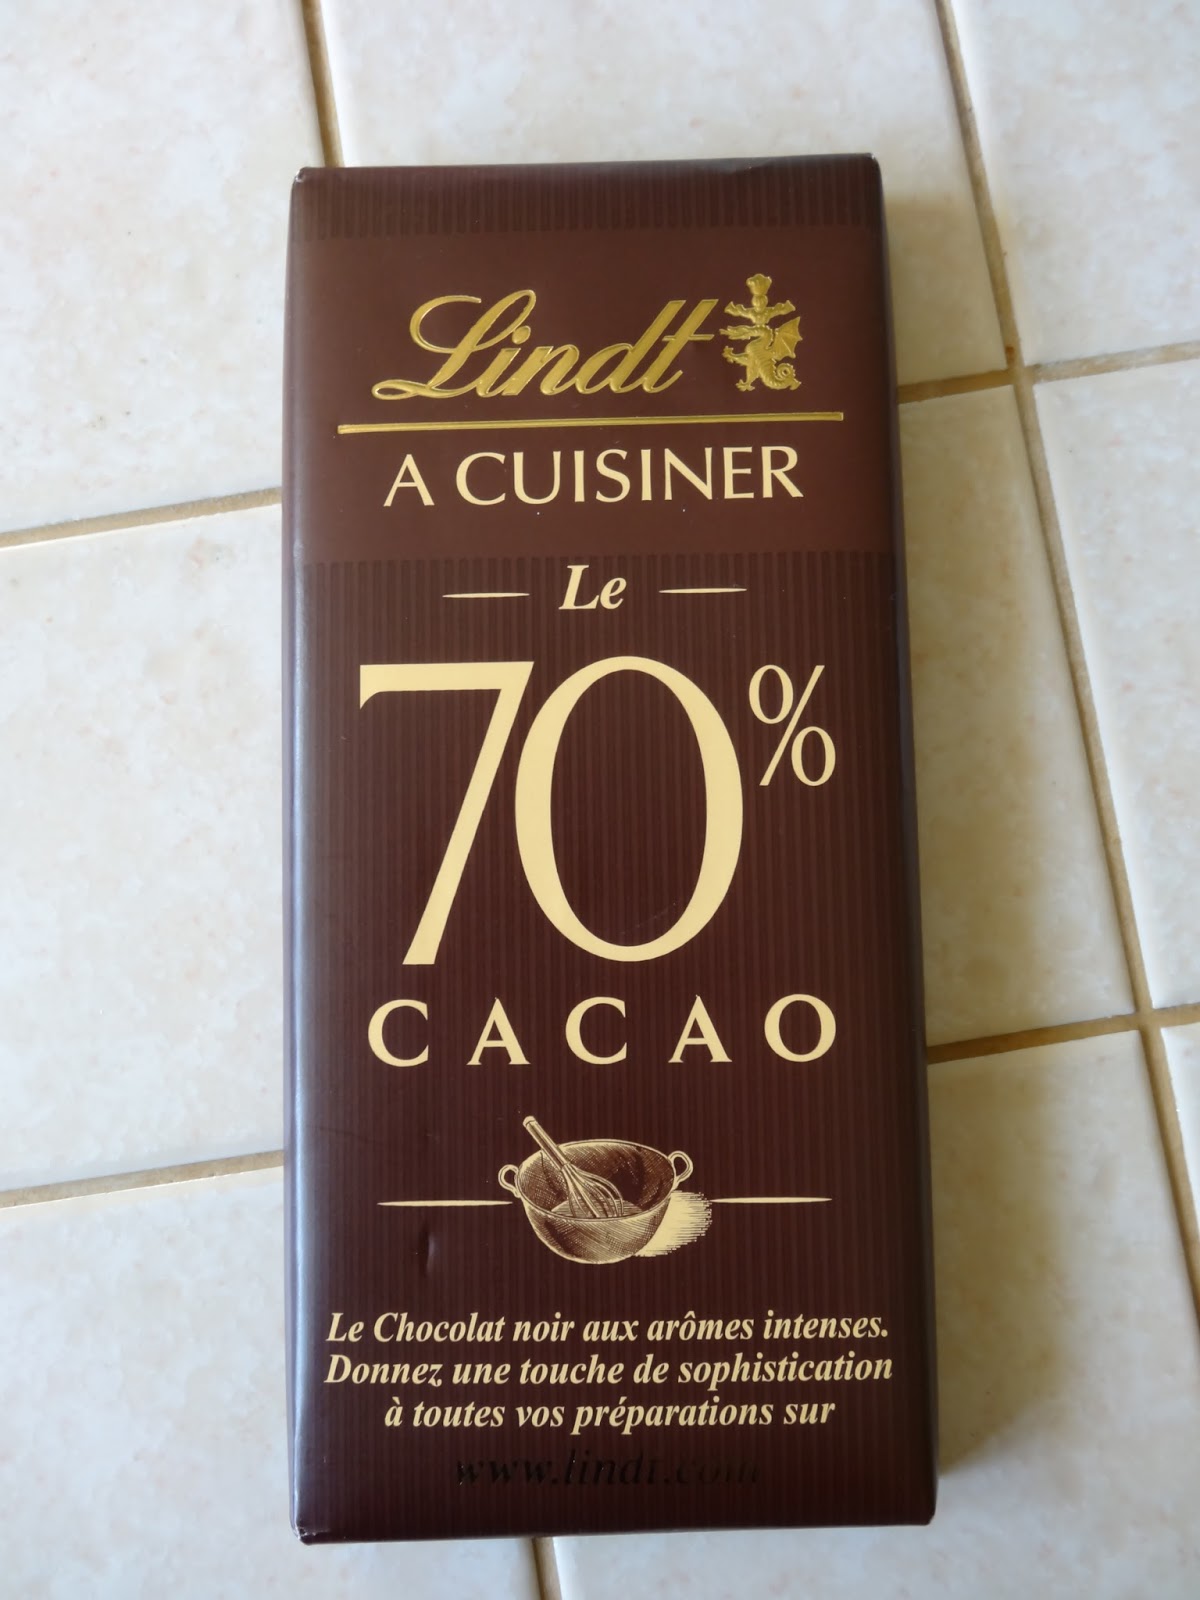 Lindt
A CUISINER
Le
70%
CACAO
Le Chocolat noir aux arômes intenses.
Donnez une touche de sophistication
à toutes vos préparations sur
www.lindt.com